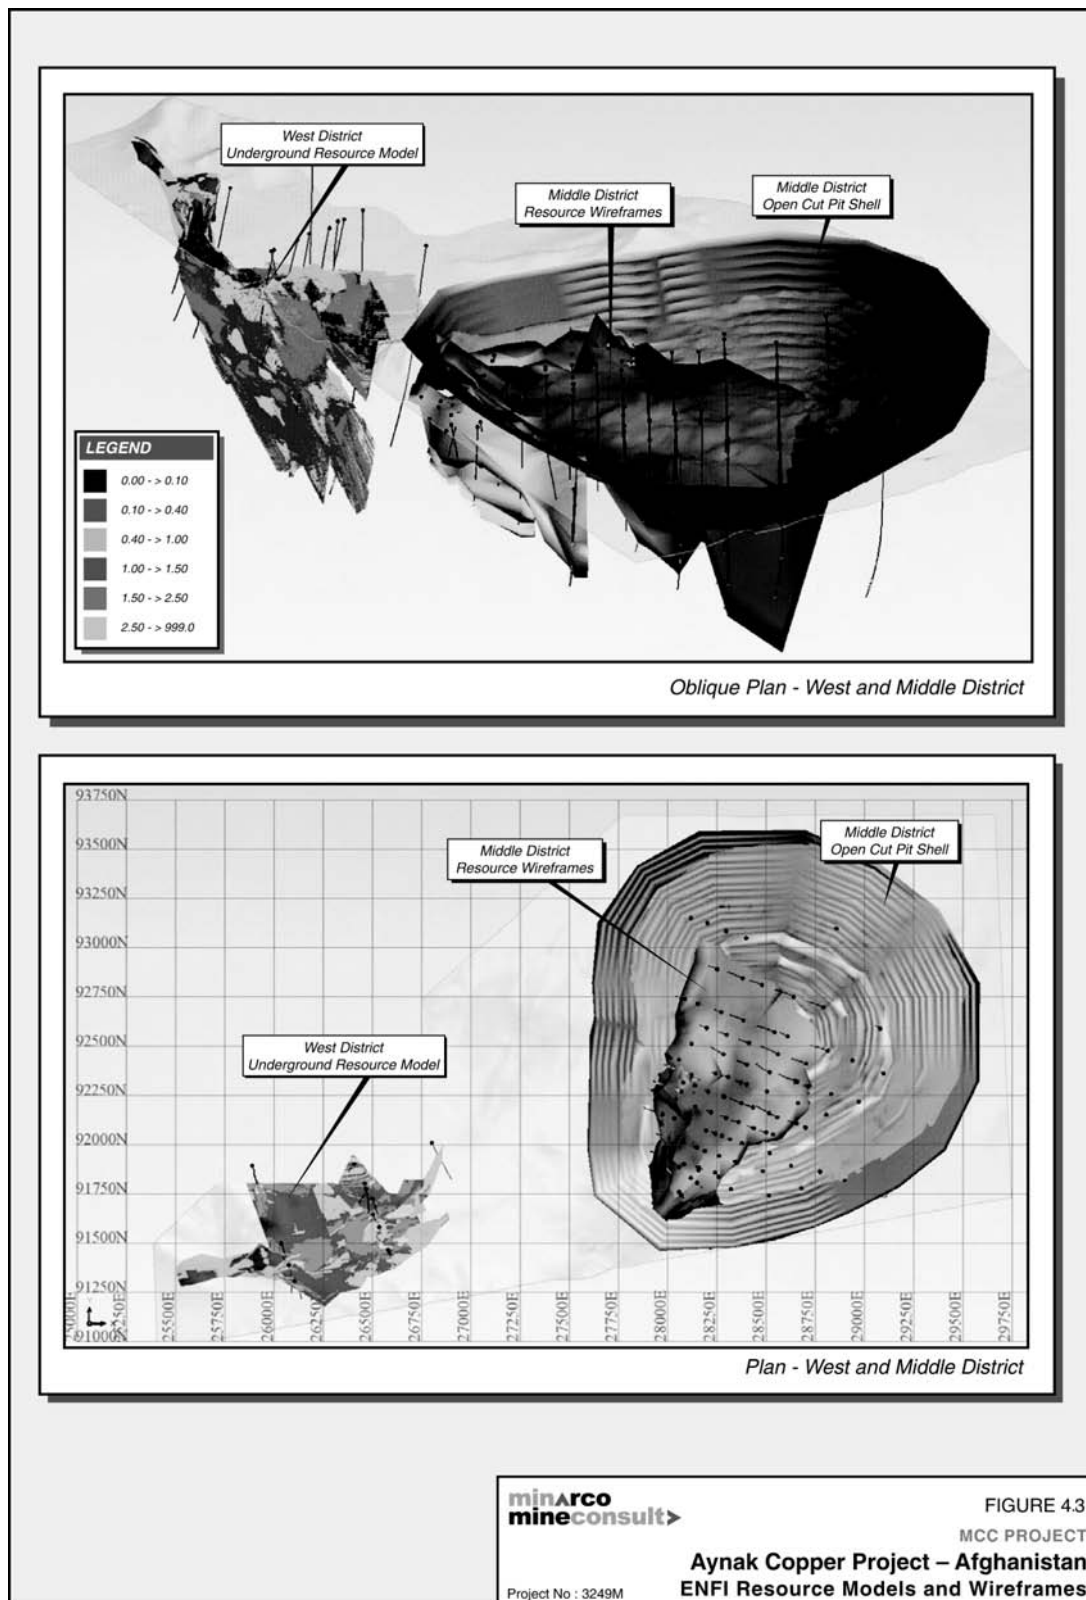 West District
Underground Resource Model
Middle District
Resource Wireframes
Middle District
Open Cut Pit Shell
LEGEND
0.00 - > 0.10
0.10 - > 0.40
0.40 - > 1.00
1.00 - > 1.50
1.50 - > 2.50
2.50 - > 999.0
Oblique Plan - West and Middle District
93750N
93500N
93250N
93000N
92750N
92500N
92250N
92000N
91750N
91500N
91250N
91000N
Middle District
Resource Wireframes
Middle District
Open Cut Pit Shell
West District
Underground Resource Model
25500E
25750E
26000E
26250E
26500E
26750E
27000E
27250E
27500E
27750E
28000E
28250E
28500E
28750E
29000E
29250E
29500E
29750E
Plan - West and Middle District
minarco
mineconsult
FIGURE 4.3
MCC PROJECT
Aynak Copper Project – Afghanistan
Project No : 3249M
ENFI Resource Models and Wireframes